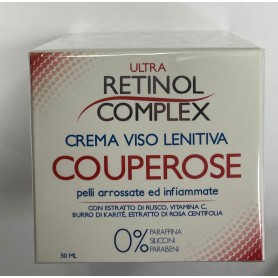 ULTRA
RETINOL
COMPLEX
CREMA VISO LENITIVA
COUPEROSE
pelli arrossate ed infiammate
CON ESTRATTO DI RUSCO, VITAMINA C,
BURRO DI KARITÉ, ESTRATTO DI ROSA CENTIFOLIA
0% PARAFFINA
SILICONI
PARABENI
50 ML